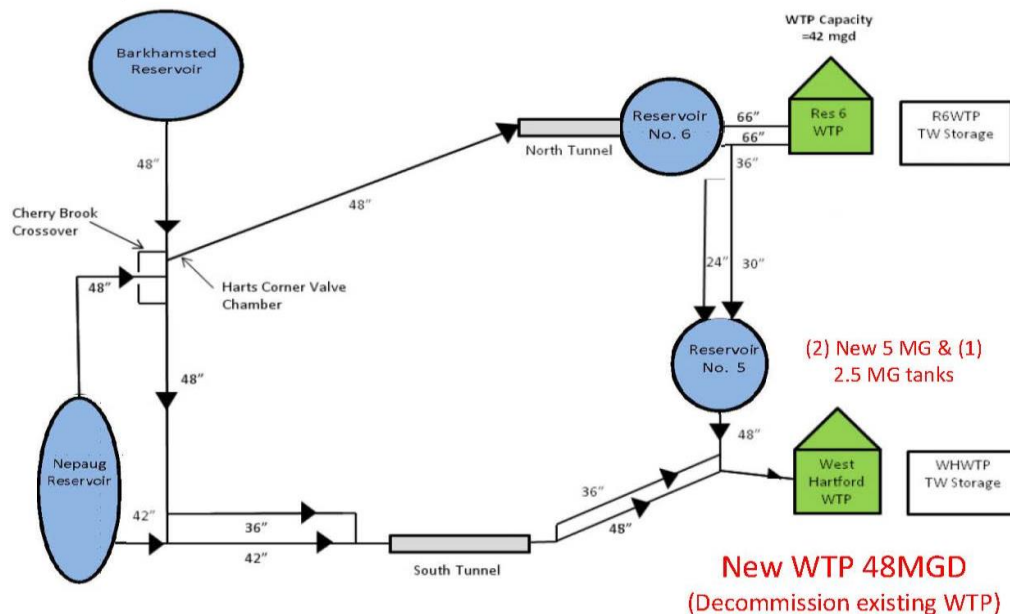 WTP Capacity
=42 mgd
Barkhamsted
Reservoir
Reservoir
No. 6
66”
66”
36”
Res 6
WTP
R6WTP
TW Storage
North Tunnel
48”
48”
Cherry Brook
Crossover
48”
Harts Corner Valve
Chamber
24”
30”
Reservoir
No. 5
(2) New 5 MG & (1)
2.5 MG tanks
48”
48”
Nepaug
Reservoir
42”
36”
42”
South Tunnel
36”
48”
West
Hartford
WTP
WHWTP
TW Storage
New WTP 48MGD
(Decommission existing WTP)